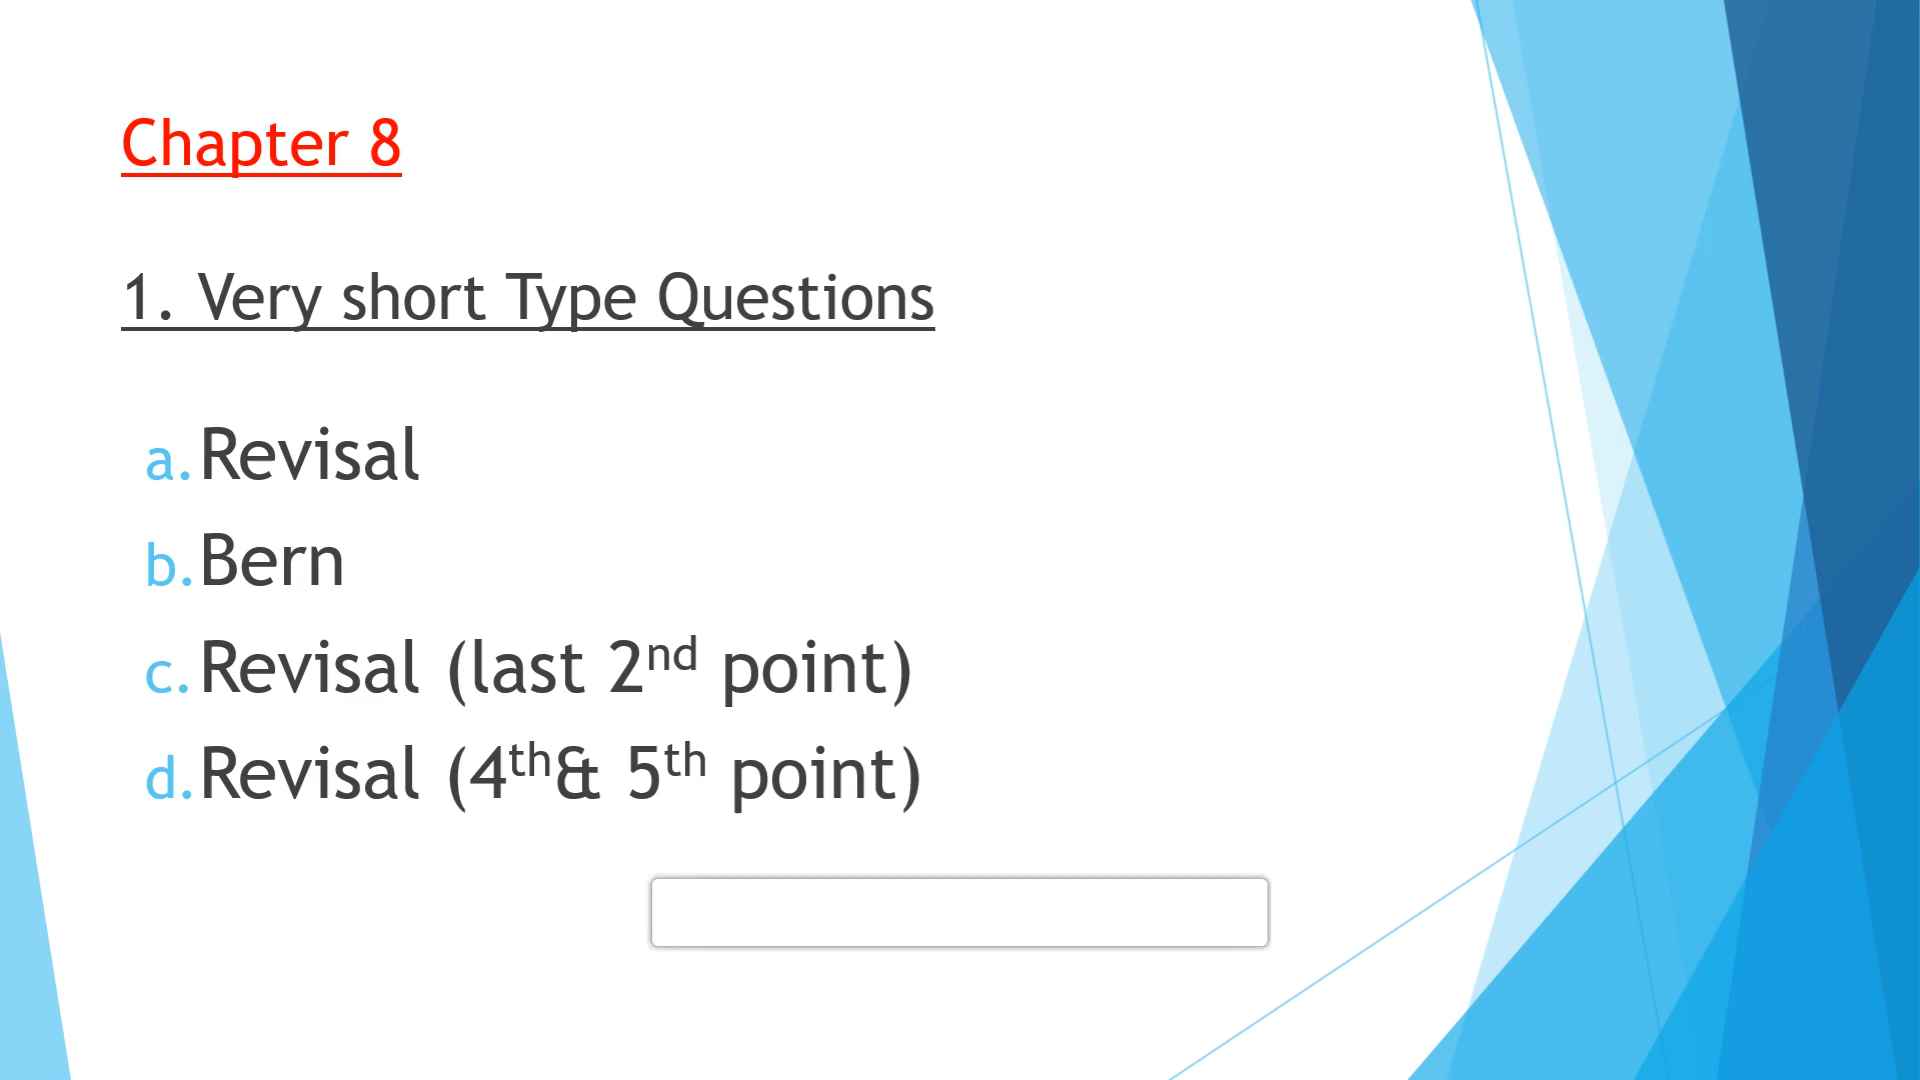 Chapter 8
1. Very short Type Questions
a. Revisal
b. Bern
c. Revisal (last 2nd point)
d. Revisal (4th& 5th point)